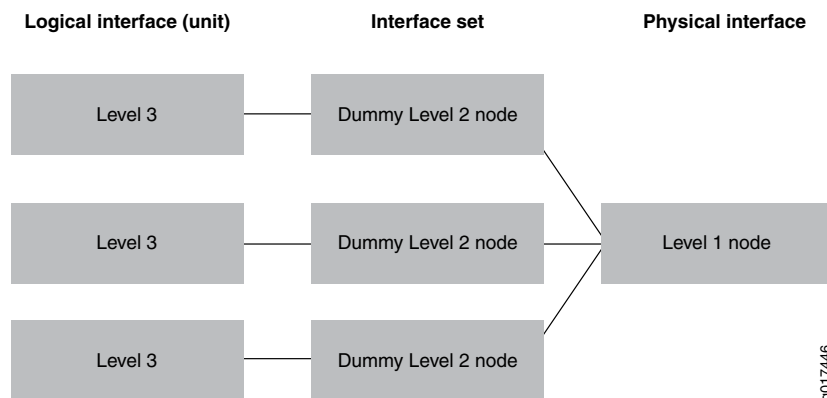 Logical interface (unit) Interface set Physical interface
Level 3 Dummy Level 2 node
Level 3 Dummy Level 2 node Level 1 node
Level 3 Dummy Level 2 node
g017446